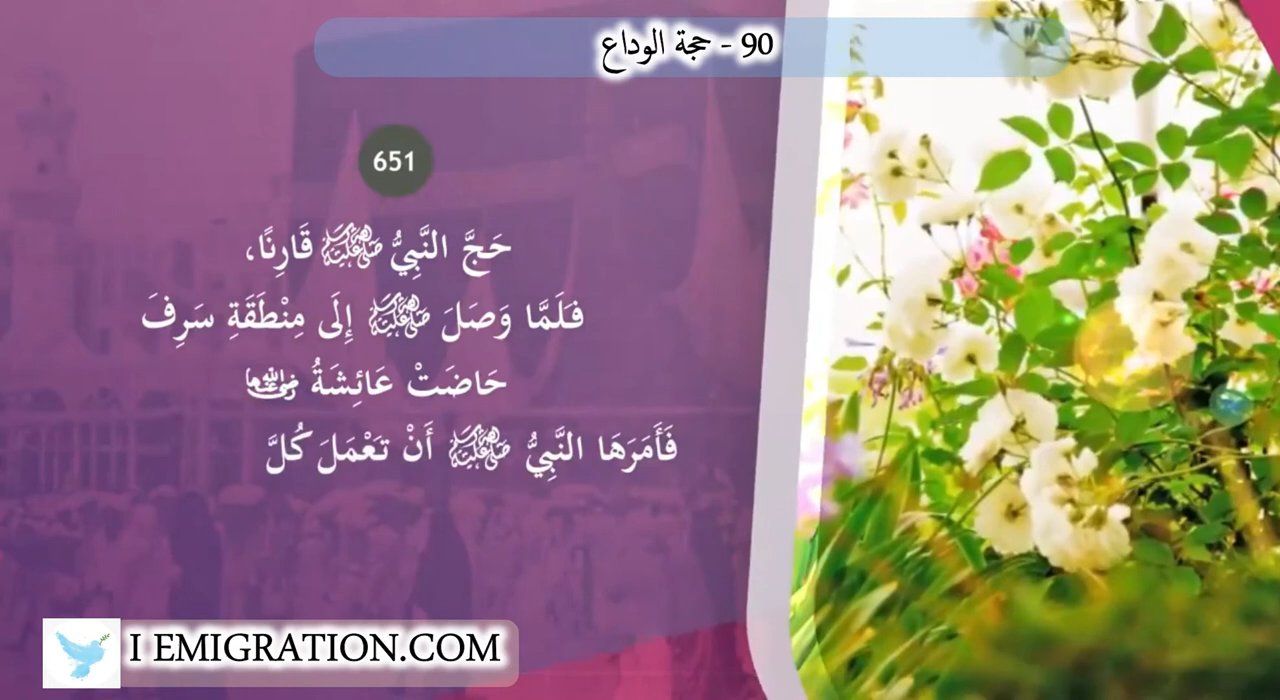 90 - حجة الوداع
651
حَجَّ النَّبِيُّ ﷺ قَارِنًا،
فَلَمَّا وَصَلَ ﷺ إِلَى مِنْطَقَةِ سَرِفَ
حَاضَتْ عَائِشَةُ رضي الله عنها
فَأَمَرَهَا النَّبِيُّ ﷺ أَنْ تَعْمَلَ كُلَّ
I EMIGRATION.COM